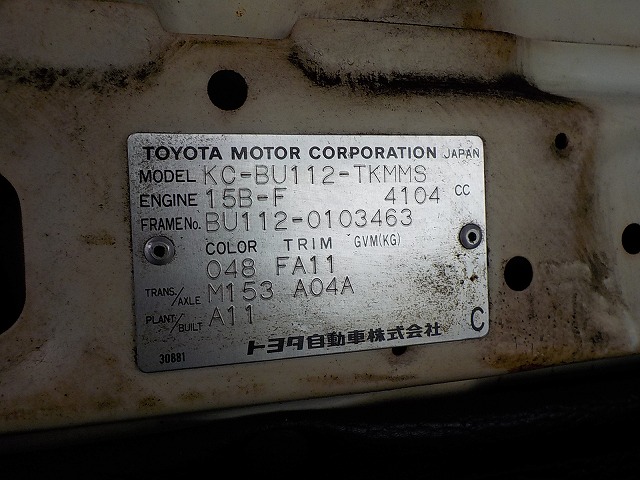 TOYOTA MOTOR CORPORATION JAPAN
MODEL KC-BU112-TKMMS
ENGINE 15B-F 4104 CC
FRAME No. BU112-0103463
COLOR TRIM GVM(KG)
048 FA11
TRANS./AXLE M153 A04A
PLANT/BUILT A11
30881 トヨタ自動車株式会社 C